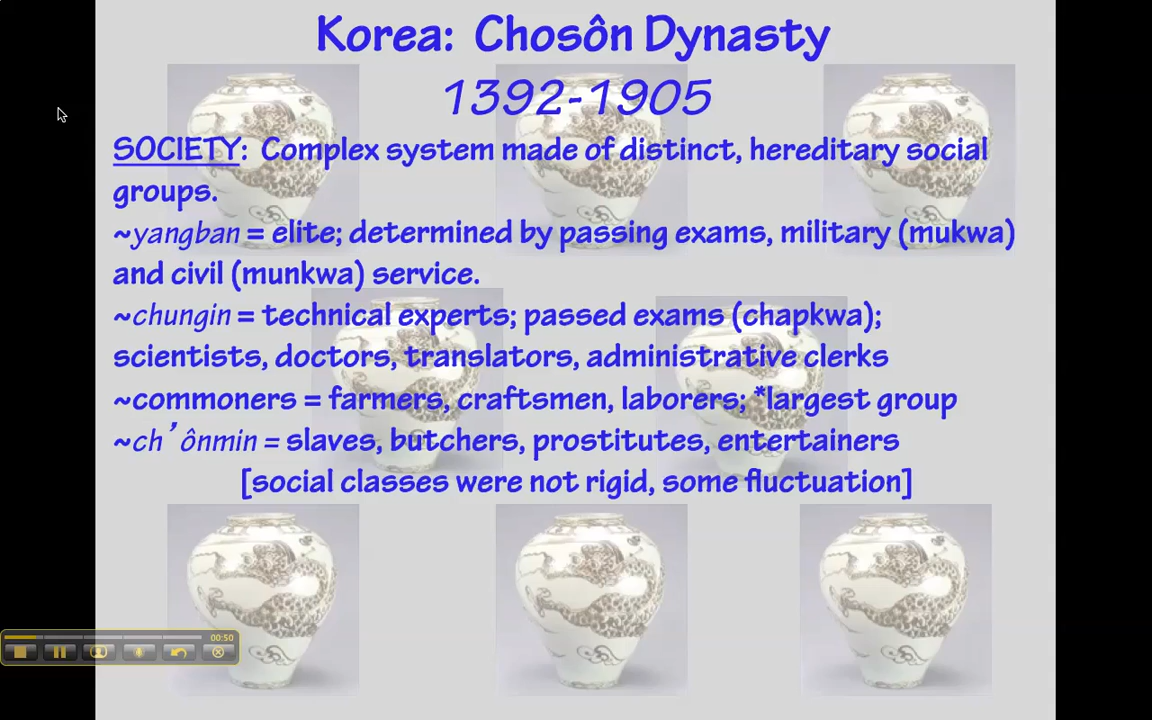 Korea: Chosôn Dynasty
1392-1905
SOCIETY: Complex system made of distinct, hereditary social
groups.
~yangban = elite; determined by passing exams, military (mukwa)
and civil (munkwa) service.
~chungin = technical experts; passed exams (chapkwa);
scientists, doctors, translators, administrative clerks
~commoners = farmers, craftsmen, laborers; *largest group
~ch’ônmin = slaves, butchers, prostitutes, entertainers
[social classes were not rigid, some fluctuation]
00:50